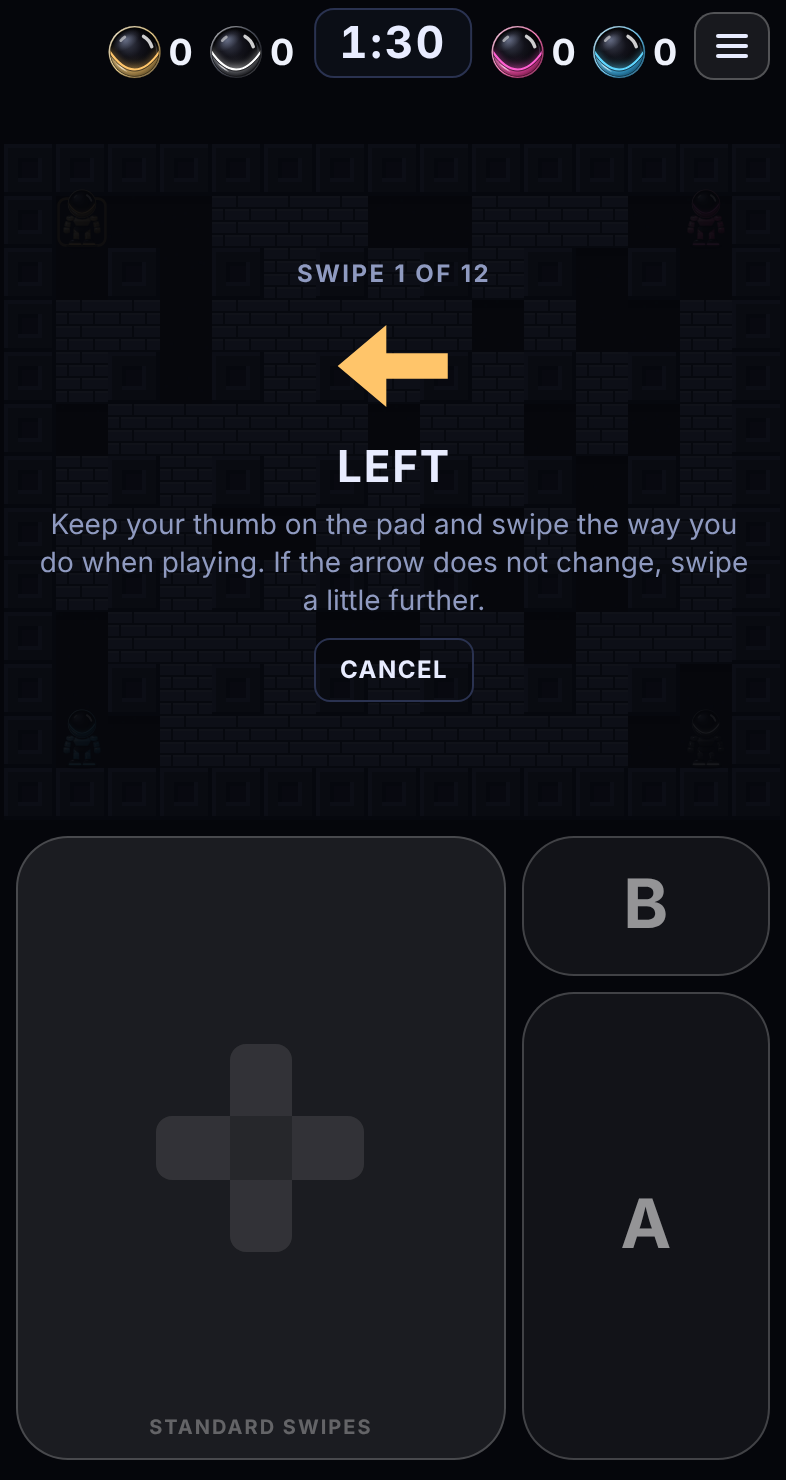 0 0 1:30 0 0
SWIPE 1 OF 12
LEFT
Keep your thumb on the pad and swipe the way you
do when playing. If the arrow does not change, swipe
a little further.
CANCEL
B
A
STANDARD SWIPES